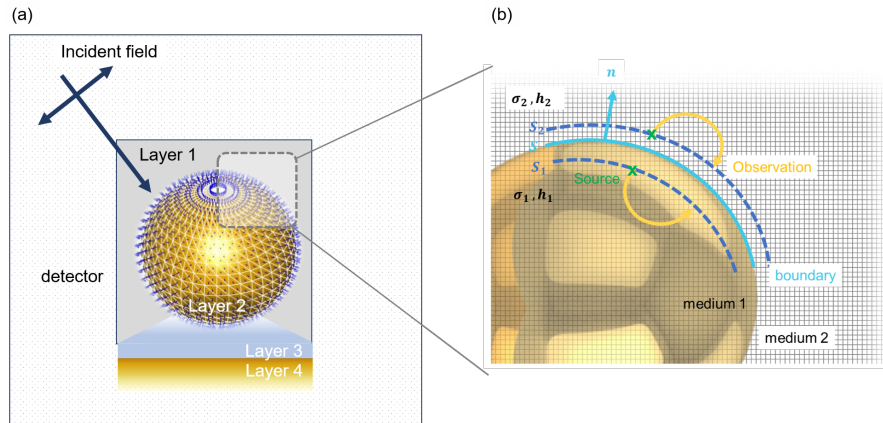 (a)
Incident field
Layer 1
detector
Layer 2
Layer 3
Layer 4
(b)
n
σ₂, h₂
S₂
S
S₁
Source
Observation
σ₁, h₁
boundary
medium 1
medium 2